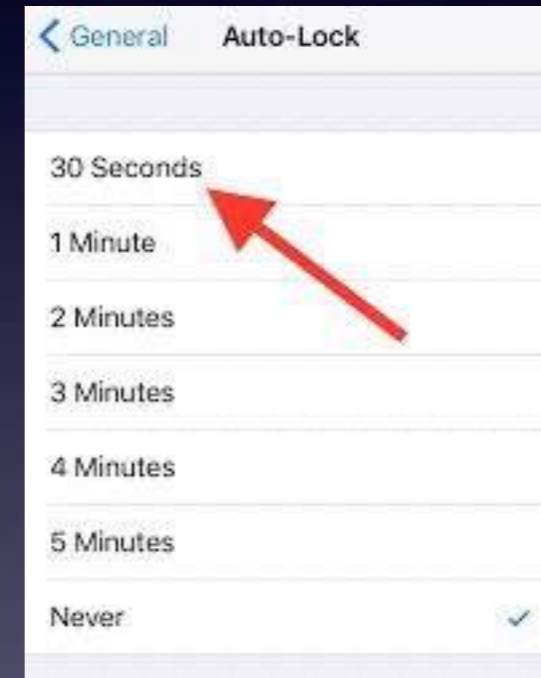 General Auto-Lock
30 Seconds
1 Minute
2 Minutes
3 Minutes
4 Minutes
5 Minutes
Never